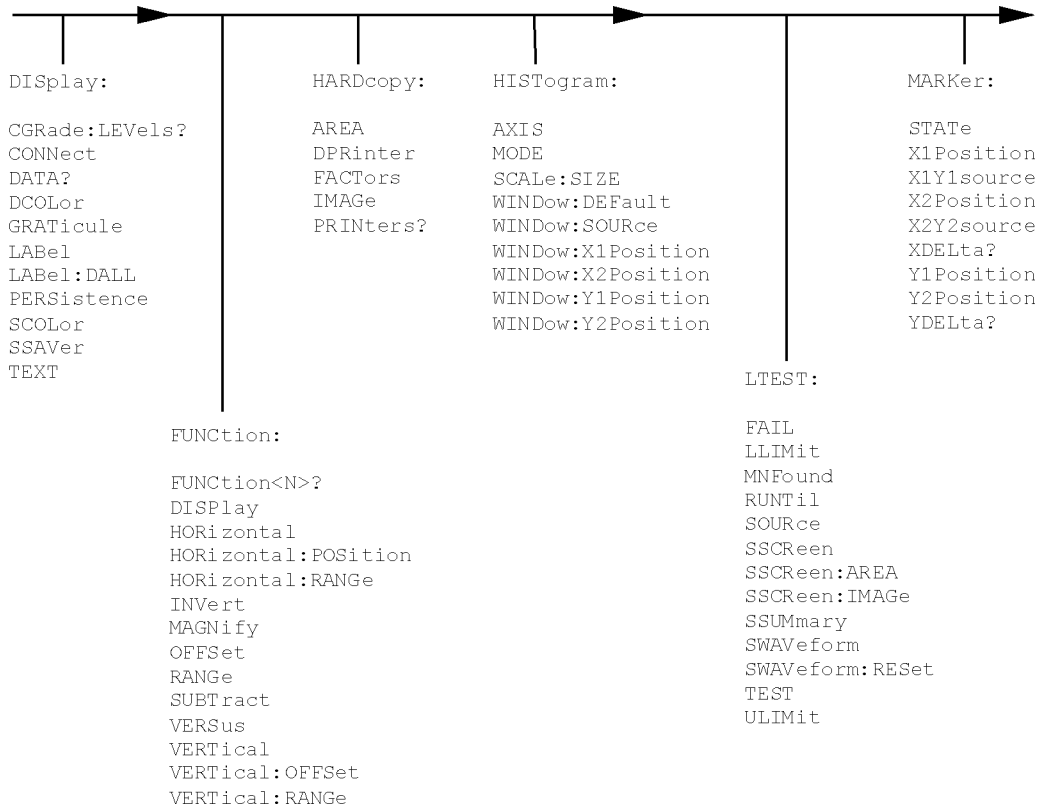 DISplay:
CGRade:LEVels?
CONNect
DATA?
DCOLor
GRATicule
LABel
LABel:DALL
PERSistence
SCOLor
SSAVer
TEXT
FUNCtion:
FUNCtion<N>?
DISPlay
HORizontal
HORizontal:POSition
HORizontal:RANGe
INVert
MAGNify
OFFSet
RANGe
SUBTract
VERSus
VERTical
VERTical:OFFSet
VERTical:RANGe
HARDcopy:
AREA
DPRinter
FACTors
IMAGe
PRINters?
HISTogram:
AXIS
MODE
SCALe:SIZE
WINDow:DEFault
WINDow:SOURce
WINDow:X1Position
WINDow:X2Position
WINDow:Y1Position
WINDow:Y2Position
LTEST:
FAIL
LLIMit
MNFound
RUNTil
SOURce
SSCReen
SSCReen:AREA
SSCReen:IMAGe
SSUMmary
SWAVeform
SWAVeform:RESet
TEST
ULIMit
MARKer:
STATe
X1Position
X1Y1source
X2Position
X2Y2source
XDELta?
Y1Position
Y2Position
YDELta?